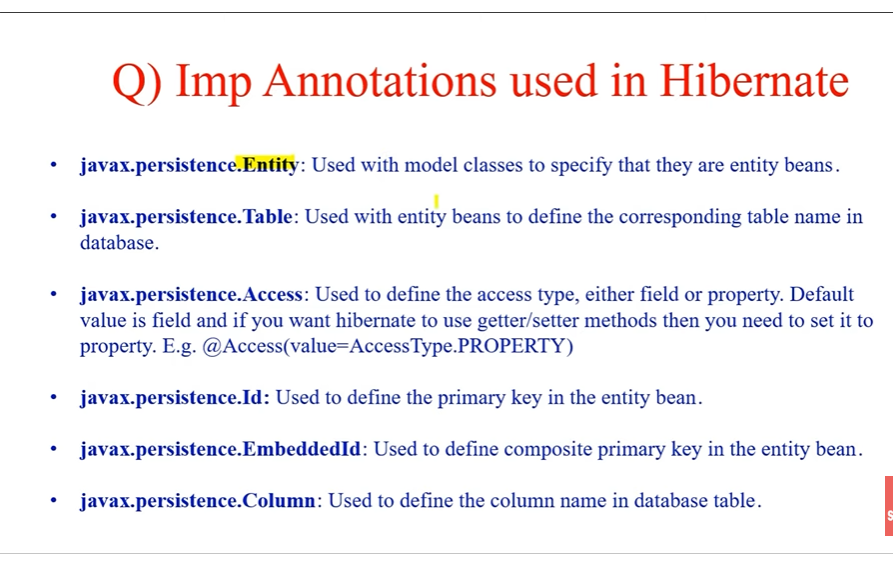 Q) Imp Annotations used in Hibernate
• javax.persistence.Entity: Used with model classes to specify that they are entity beans.
• javax.persistence.Table: Used with entity beans to define the corresponding table name in
database.
• javax.persistence.Access: Used to define the access type, either field or property. Default
value is field and if you want hibernate to use getter/setter methods then you need to set it to
property. E.g. @Access(value=AccessType.PROPERTY)
• javax.persistence.Id: Used to define the primary key in the entity bean.
• javax.persistence.EmbeddedId: Used to define composite primary key in the entity bean.
• javax.persistence.Column: Used to define the column name in database table.